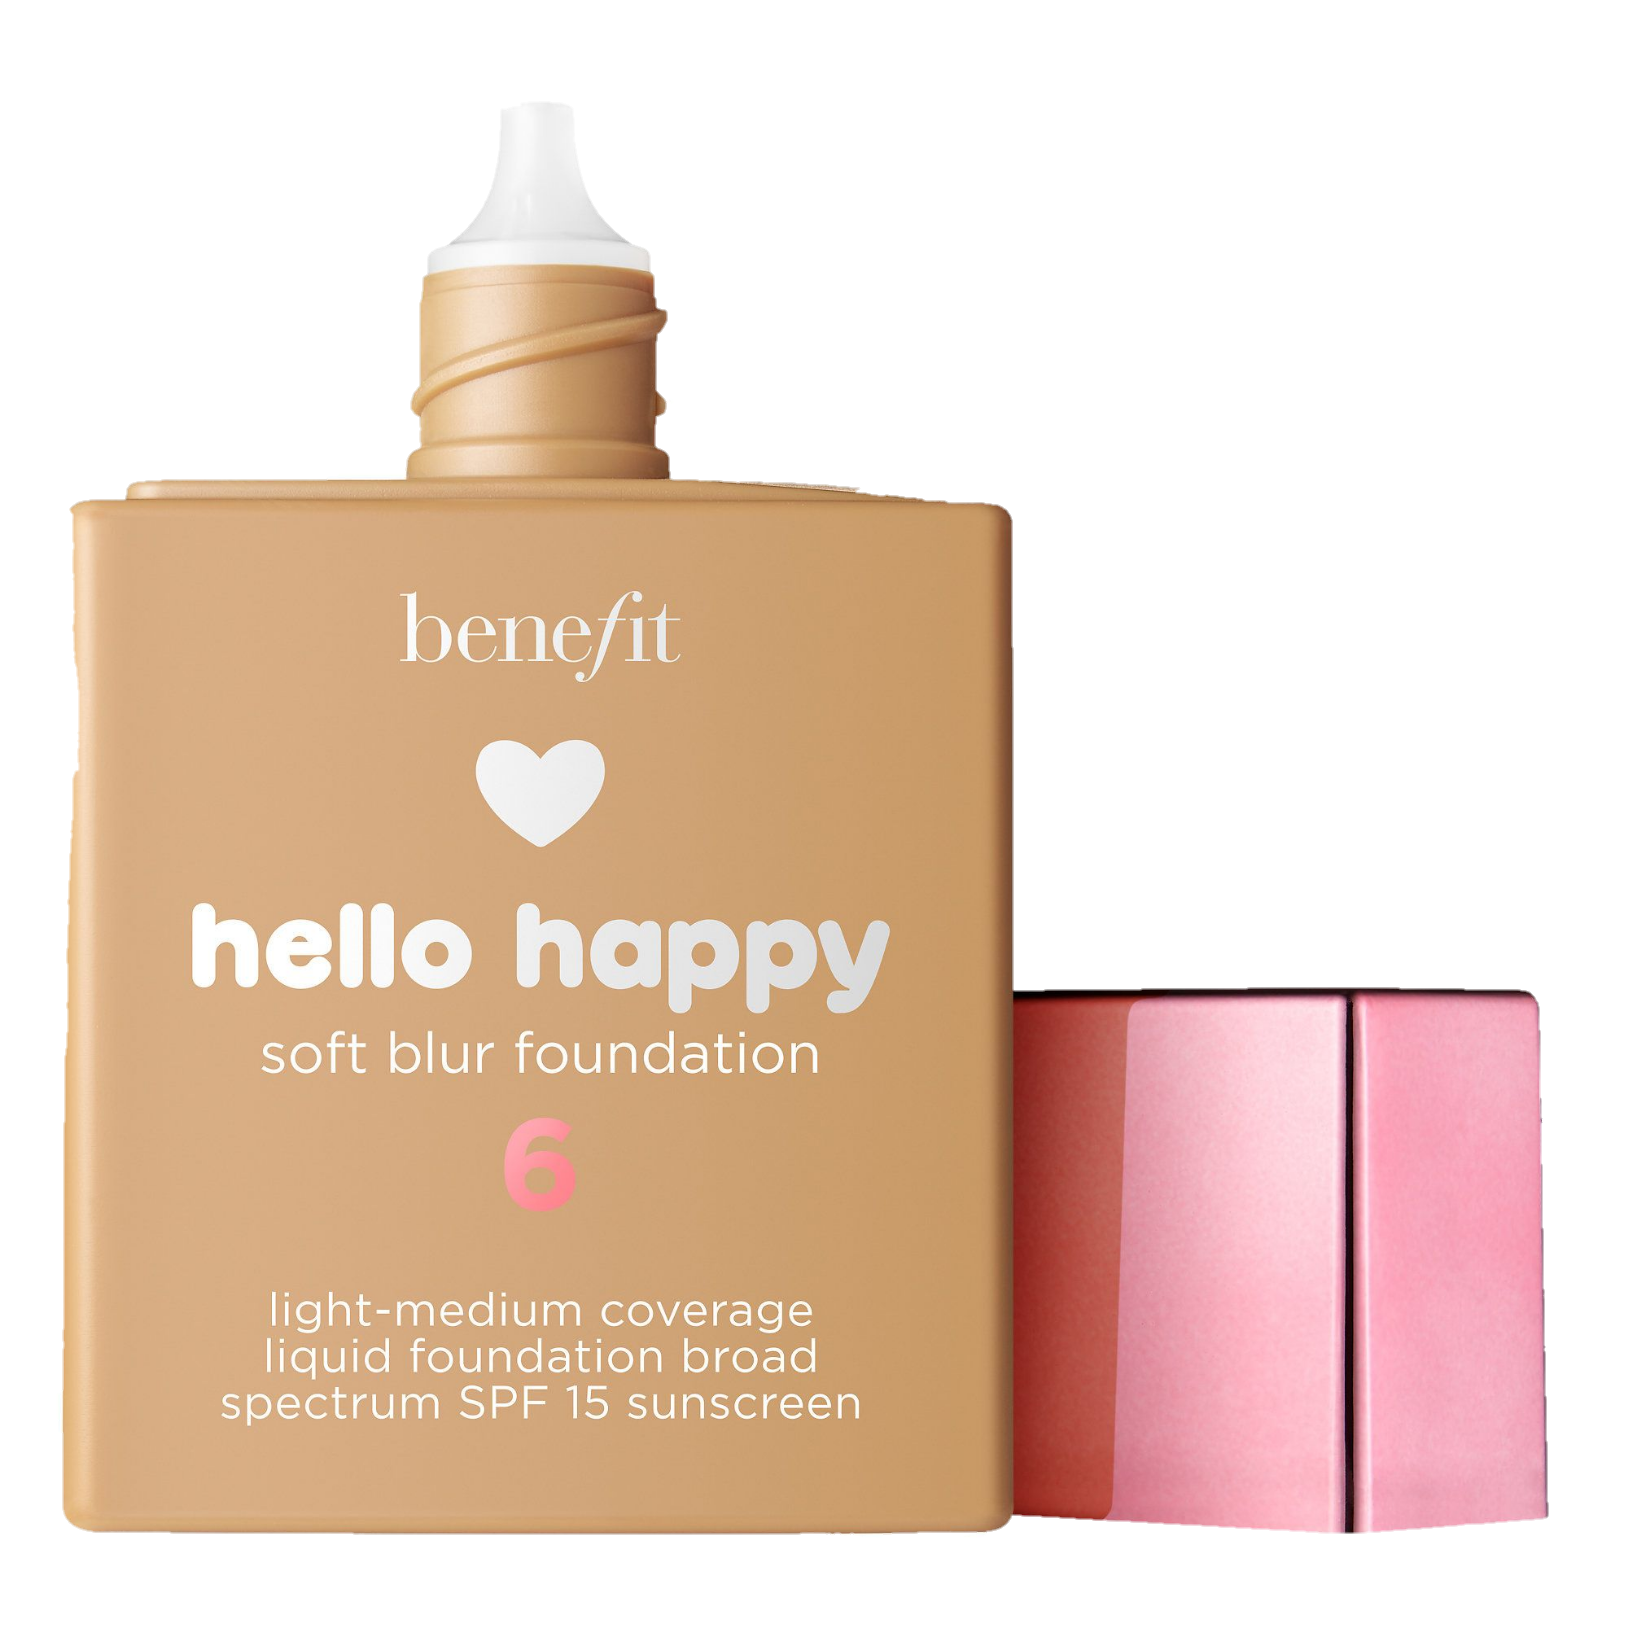 benefit
hello happy
soft blur foundation
6
light-medium coverage
liquid foundation broad
spectrum SPF 15 sunscreen